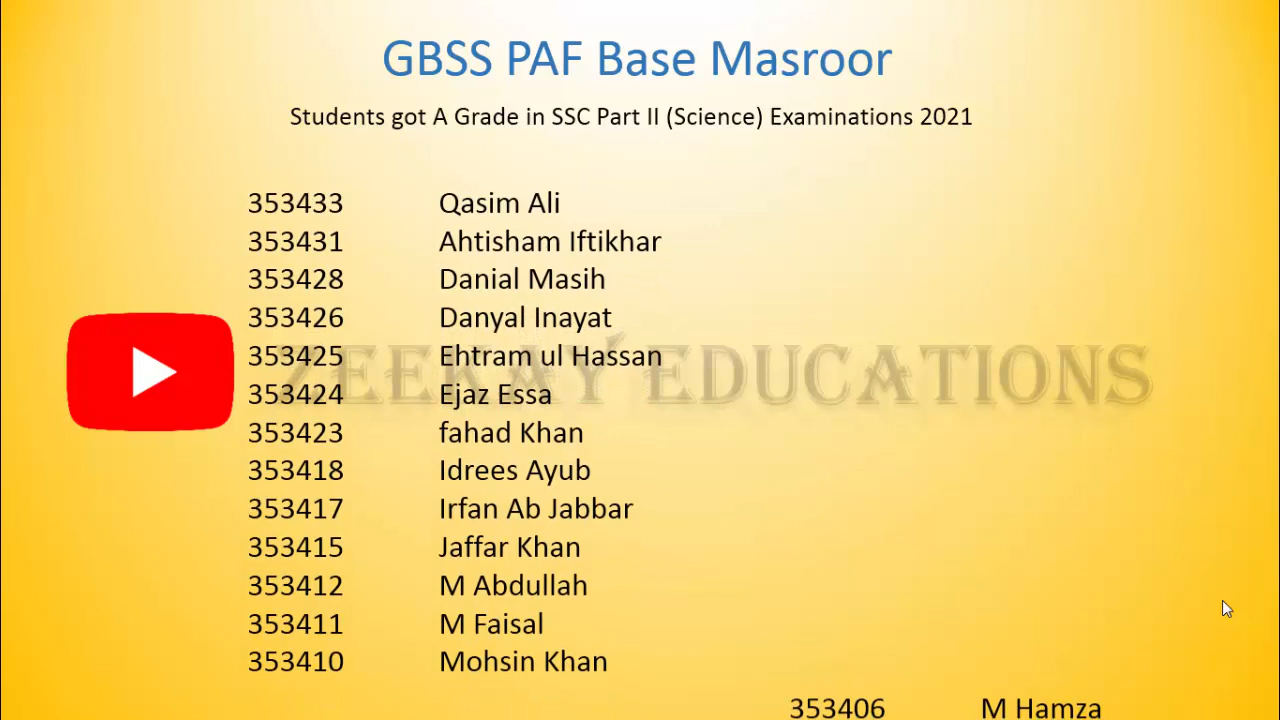 GBSS PAF Base Masroor
Students got A Grade in SSC Part II (Science) Examinations 2021
353433 Qasim Ali
353431 Ahtisham Iftikhar
353428 Danial Masih
353426 Danyal Inayat
353425 Ehtram ul Hassan
ZEEKAY EDUCATIONS
353424 Ejaz Essa
353423 fahad Khan
353418 Idrees Ayub
353417 Irfan Ab Jabbar
353415 Jaffar Khan
353412 M Abdullah
353411 M Faisal
353410 Mohsin Khan
353406 M Hamza